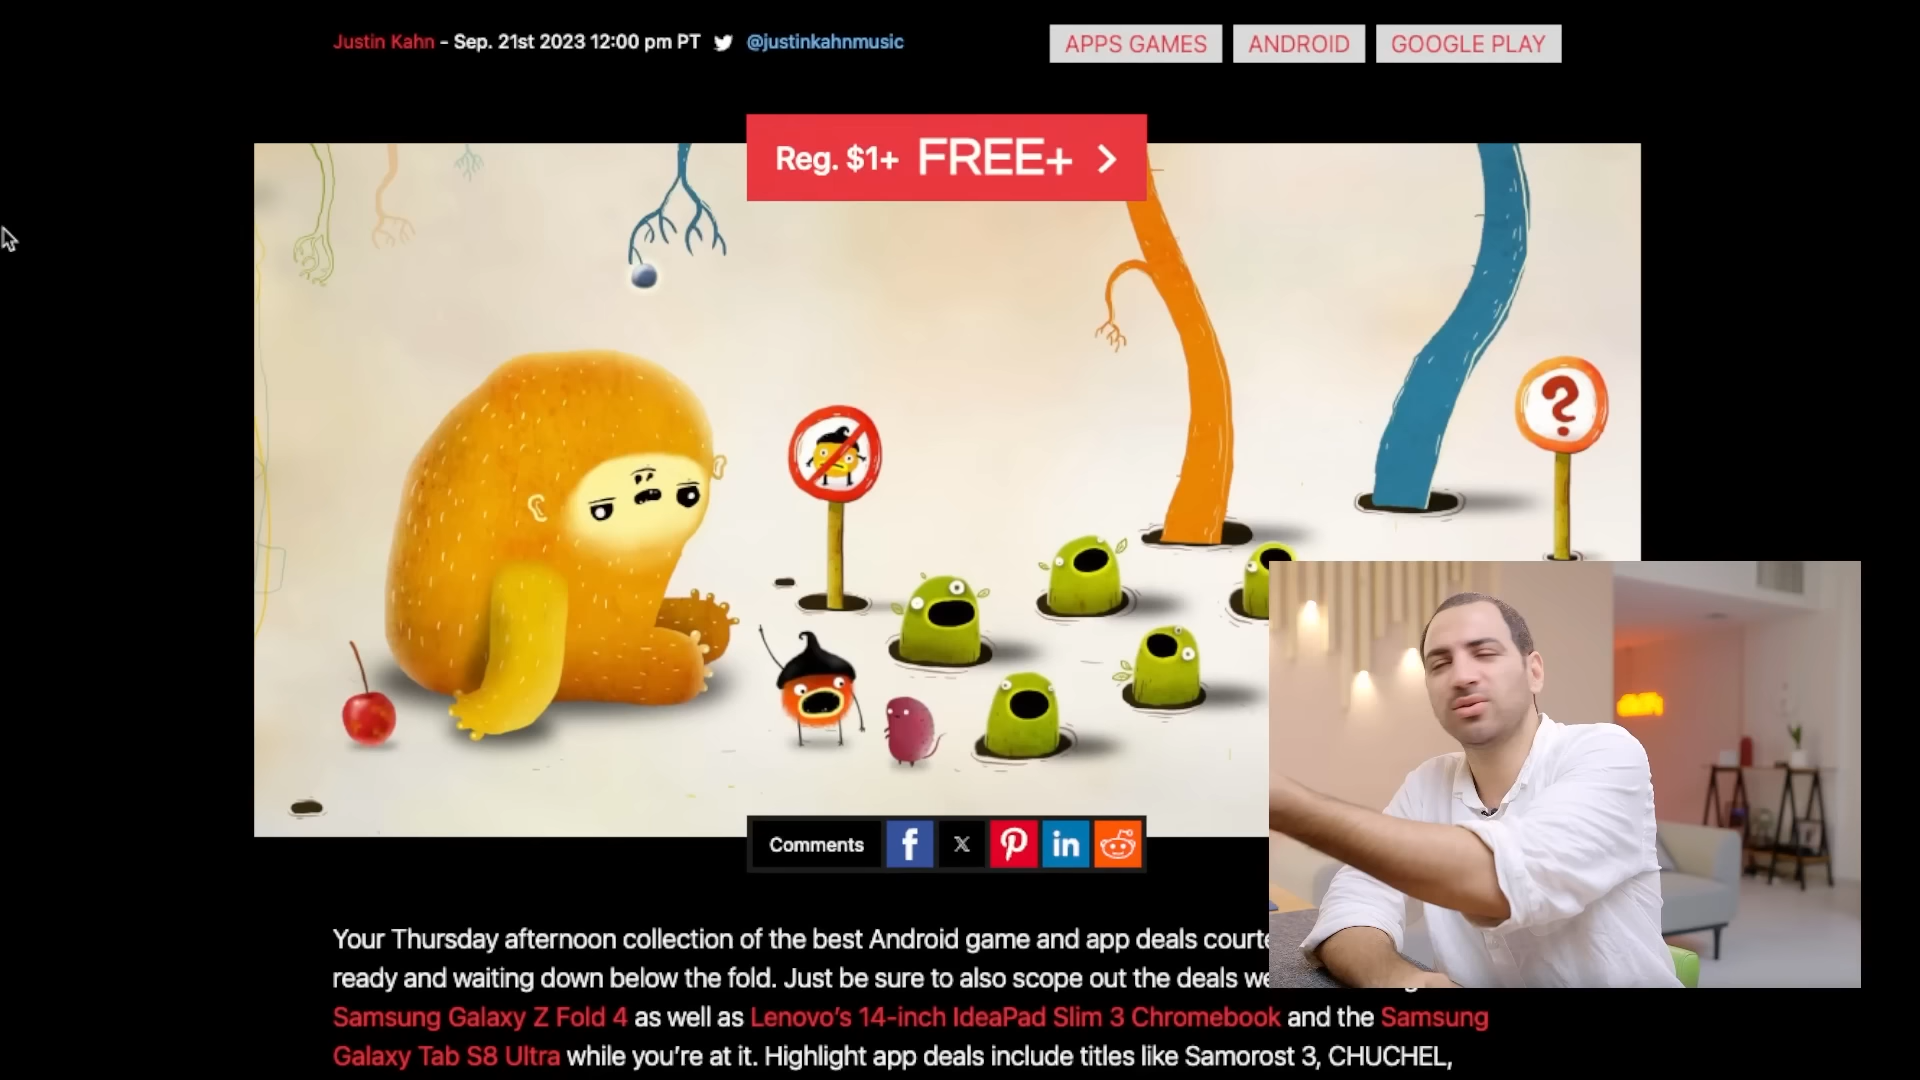 Justin Kahn - Sep. 21st 2023 12:00 pm PT @justinkahnmusic
APPS GAMES ANDROID GOOGLE PLAY
Reg. $1+ FREE+
?
Comments
Your Thursday afternoon collection of the best Android game and app deals
ready and waiting down below the fold. Just be sure to also scope out the deals
Samsung Galaxy Z Fold 4 as well as Lenovo’s 14-inch IdeaPad Slim 3 Chromebook and the Samsung
Galaxy Tab S8 Ultra while you’re at it. Highlight app deals include titles like Samorost 3, CHUCHEL,